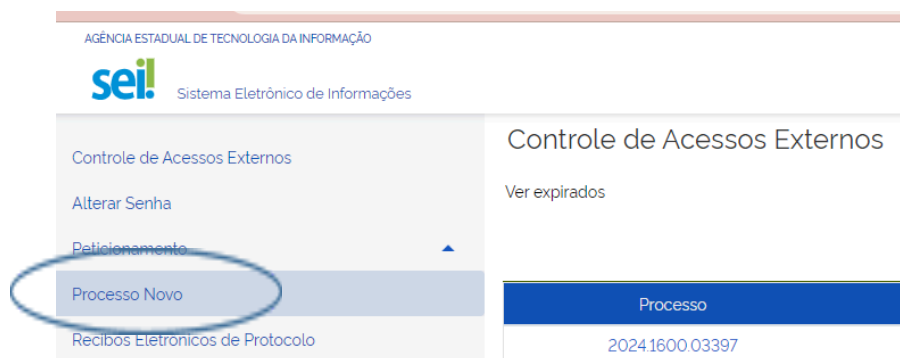 AGÊNCIA ESTADUAL DE TECNOLOGIA DA INFORMAÇÃO
sei!
Sistema Eletrônico de Informações
Controle de Acessos Externos
Alterar Senha
Peticionamento
Processo Novo
Recibos Eletrônicos de Protocolo
Controle de Acessos Externos
Ver expirados
Processo
2024.1600.03397